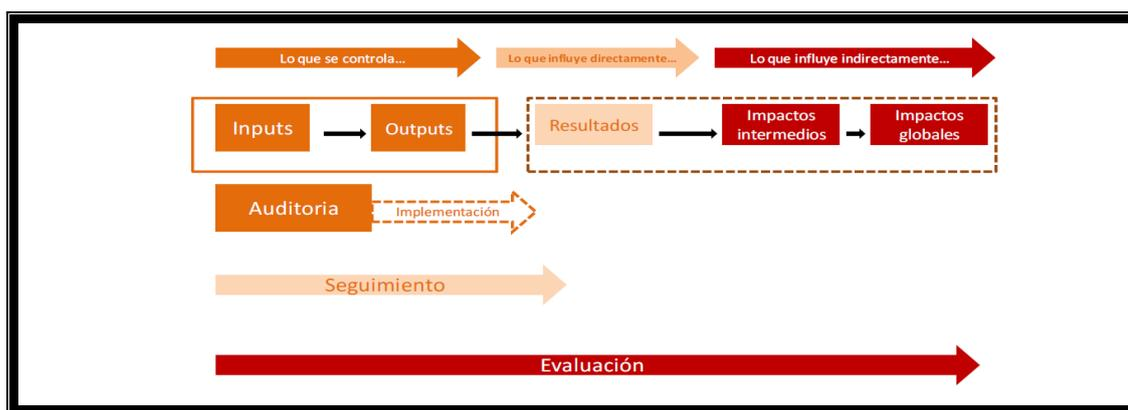 Lo que se controla...
Lo que influye directamente...
Lo que influye indirectamente...
Inputs
Outputs
Resultados
Impactos
intermedios
Impactos
globales
Auditoria
Implementación
Seguimiento
Evaluación